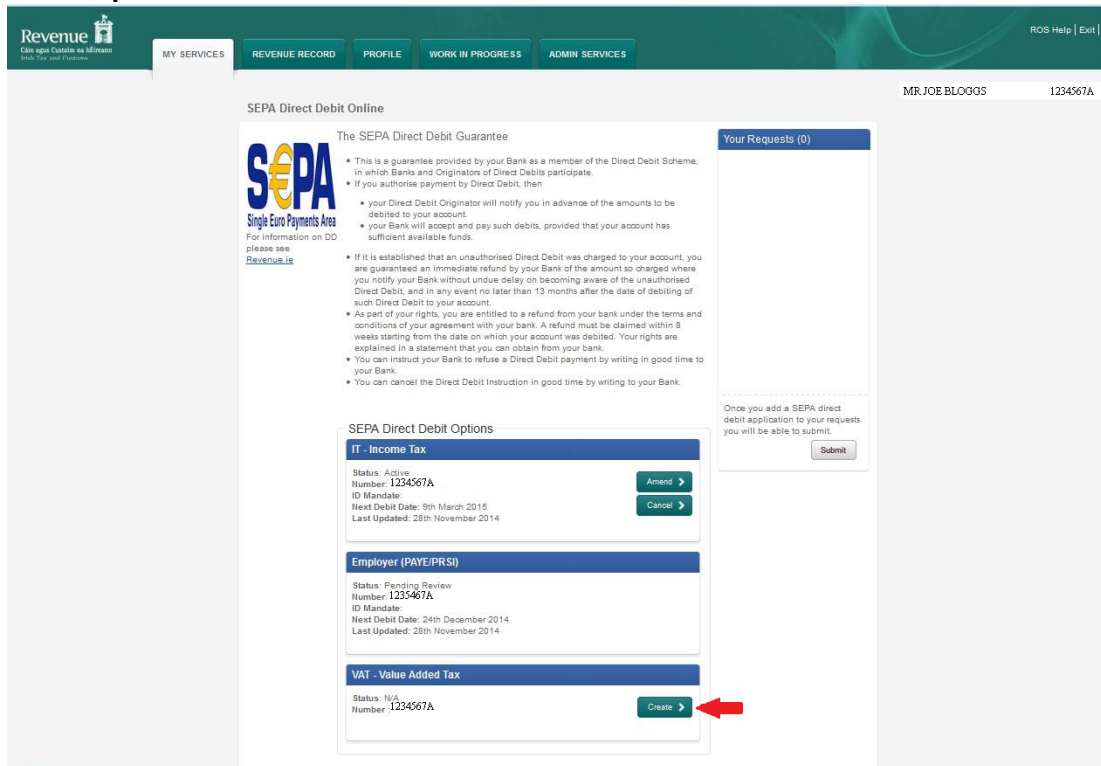 Revenue
Cáin agus Custaim na hÉireann
Irish Tax and Customs
MY SERVICES
REVENUE RECORD
PROFILE
WORK IN PROGRESS
ADMIN SERVICES
ROS Help | Exit |
MR JOE BLOGGS 1234567A
SEPA Direct Debit Online
S€PA
Single Euro Payments Area
For information on DD
please see
Revenue.ie
The SEPA Direct Debit Guarantee
• This is a guarantee provided by your Bank as a member of the Direct Debit Scheme,
in which Banks and Originators of Direct Debits participate.
• If you authorise payment by Direct Debit, then
• your Direct Debit Originator will notify you in advance of the amounts to be
debited to your account.
• your Bank will accept and pay such debits, provided that your account has
sufficient available funds.
• If it is established that an unauthorised Direct Debit was charged to your account, you
are guaranteed an immediate refund by your Bank of the amount so charged where
you notify your Bank without undue delay on becoming aware of the unauthorised
Direct Debit, and in any event no later than 13 months after the date of debiting of
such Direct Debit to your account.
• As part of your rights, you are entitled to a refund from your bank under the terms and
conditions of your agreement with your bank. A refund must be claimed within 8
weeks starting from the date on which your account was debited. Your rights are
explained in a statement that you can obtain from your bank.
• You can instruct your Bank to refuse a Direct Debit payment by writing in good time to
your Bank.
• You can cancel the Direct Debit Instruction in good time by writing to your Bank.
Your Requests (0)
Once you add a SEPA direct
debit application to your requests
you will be able to submit.
Submit
SEPA Direct Debit Options
IT - Income Tax
Status: Active
Number: 1234567A
ID Mandate:
Next Debit Date: 9th March 2015
Last Updated: 28th November 2014
Amend
Cancel
Employer (PAYE/PRSI)
Status: Pending Review
Number: 1235467A
ID Mandate:
Next Debit Date: 24th December 2014
Last Updated: 28th November 2014
VAT - Value Added Tax
Status: N/A
Number : 1234567A
Create